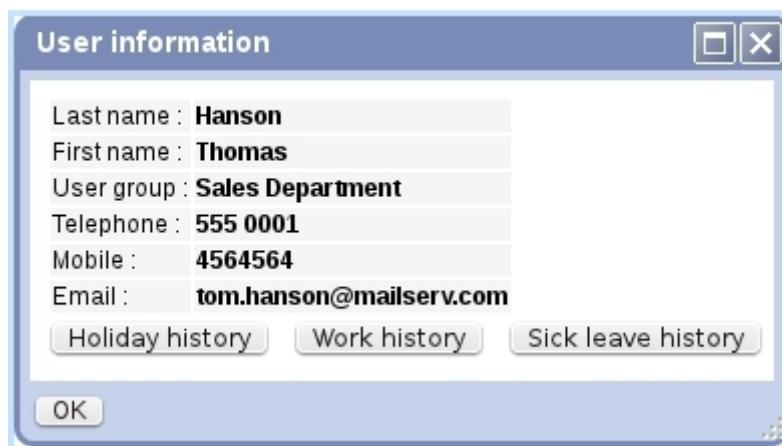 User information
Last name : Hanson
First name : Thomas
User group : Sales Department
Telephone : 555 0001
Mobile : 4564564
Email : tom.hanson@mailserv.com
Holiday history Work history Sick leave history
OK